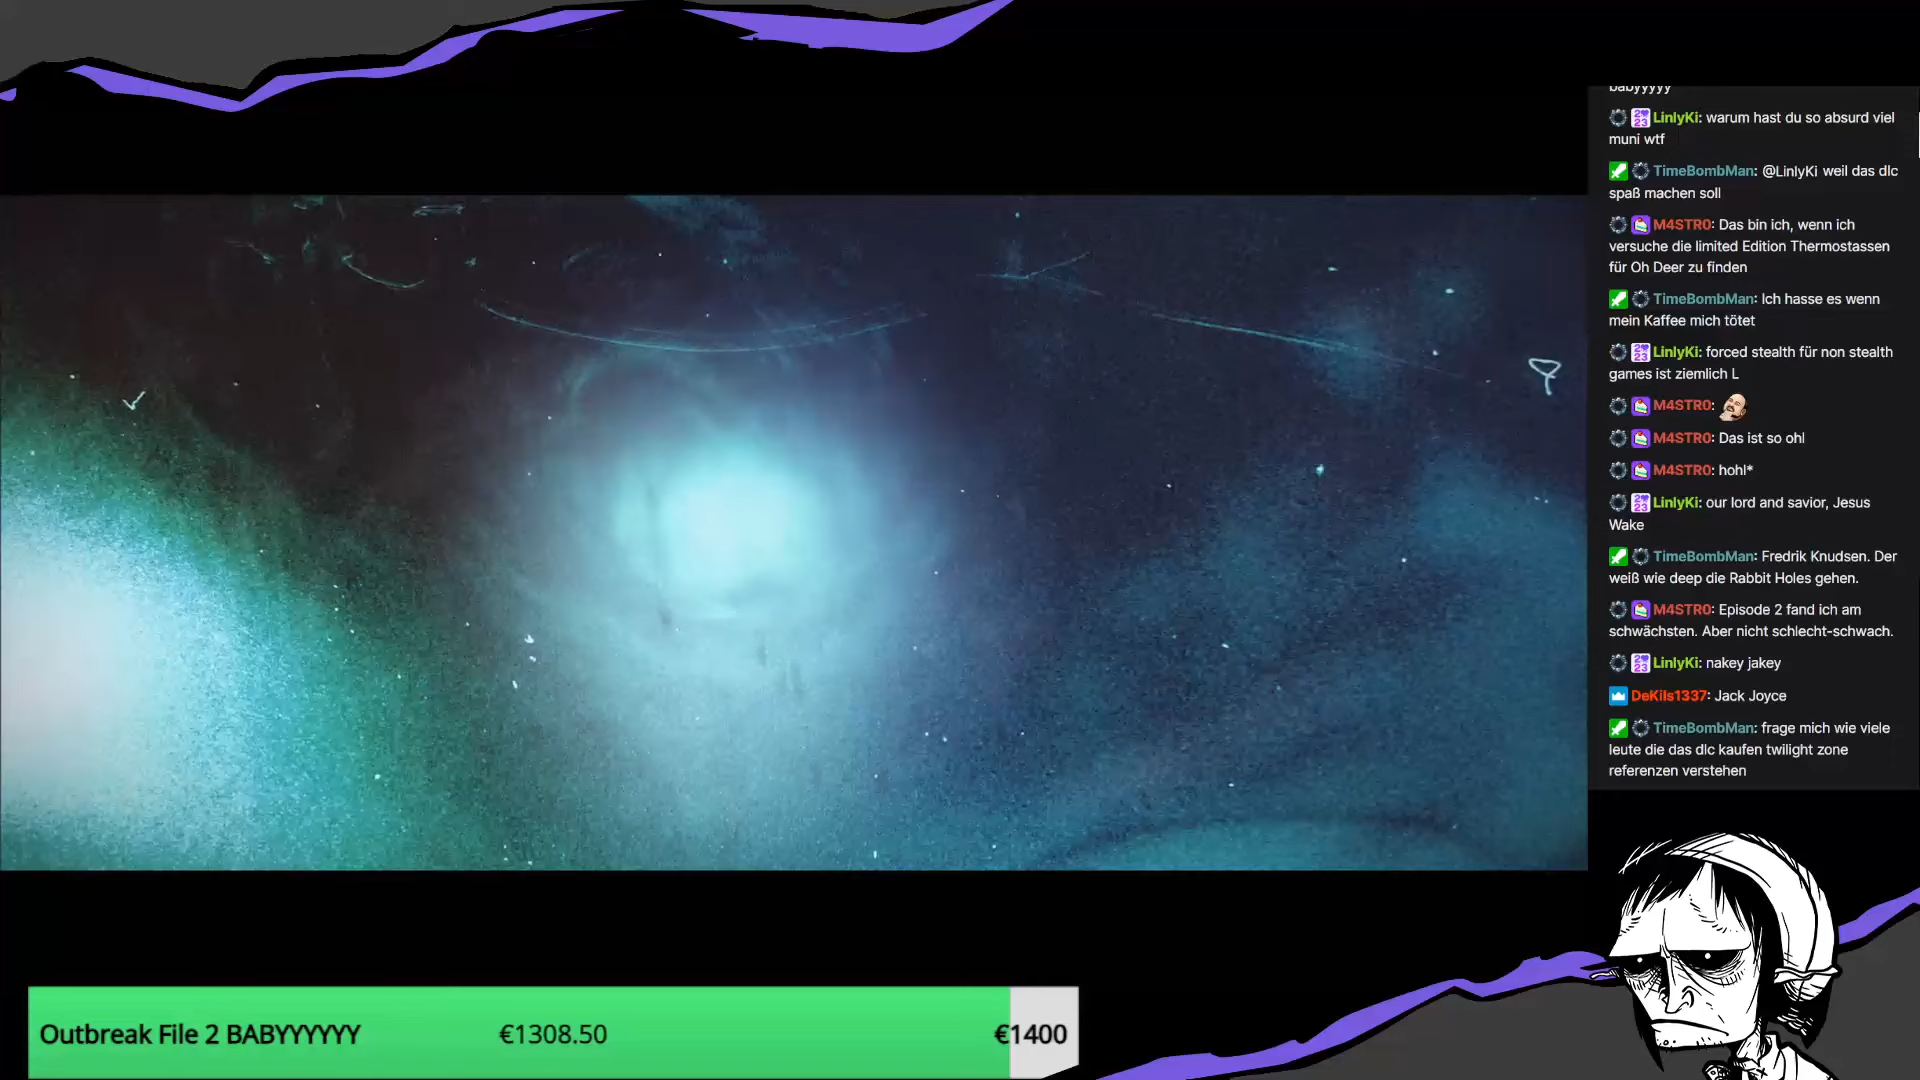 babyyyyy
LinlyKi: warum hast du so absurd viel
muni wtf
TimeBombMan: @LinlyKi weil das dlc
spaß machen soll
M4STR0: Das bin ich, wenn ich
versuche die limited Edition Thermostassen
für Oh Deer zu finden
TimeBombMan: Ich hasse es wenn
mein Kaffee mich tötet
LinlyKi: forced stealth für non stealth
games ist ziemlich L
M4STR0:
M4STR0: Das ist so ohl
M4STR0: hohl*
LinlyKi: our lord and savior, Jesus
Wake
TimeBombMan: Fredrik Knudsen. Der
weiß wie deep die Rabbit Holes gehen.
M4STR0: Episode 2 fand ich am
schwächsten. Aber nicht schlecht-schwach.
LinlyKi: nakey jakey
DeKils1337: Jack Joyce
TimeBombMan: frage mich wie viele
leute die das dlc kaufen twilight zone
referenzen verstehen
Outbreak File 2 BABYYYYYY €1308.50 €1400